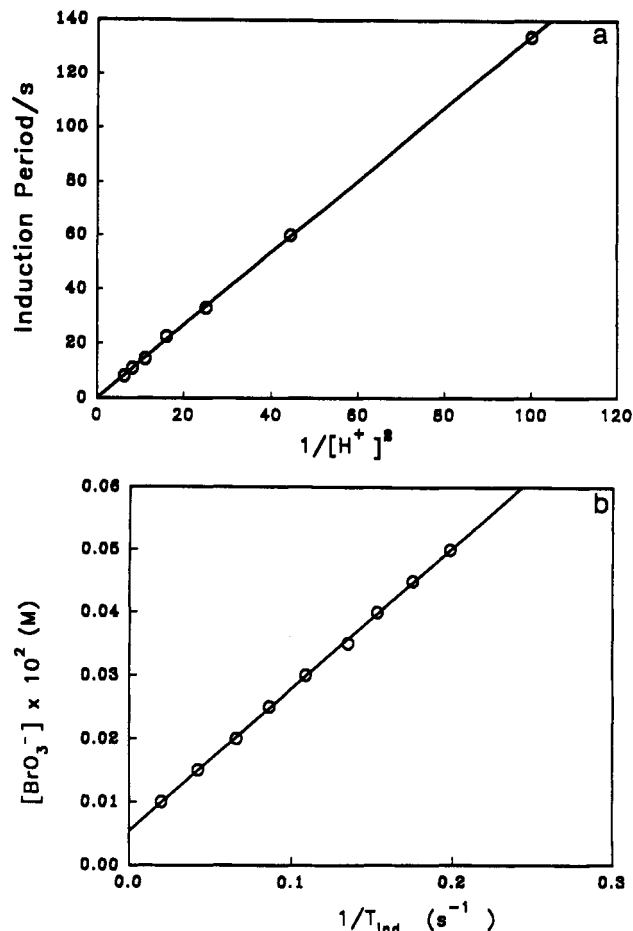 a
Induction Period/s
140
120
100
80
60
40
20
0
0 20 40 60 80 100 120
1/[H⁺]²
b
[BrO₃⁻] x 10² (M)
0.06
0.05
0.04
0.03
0.02
0.01
0.00
0.0 0.1 0.2 0.3
1/T_Ind (s⁻¹)